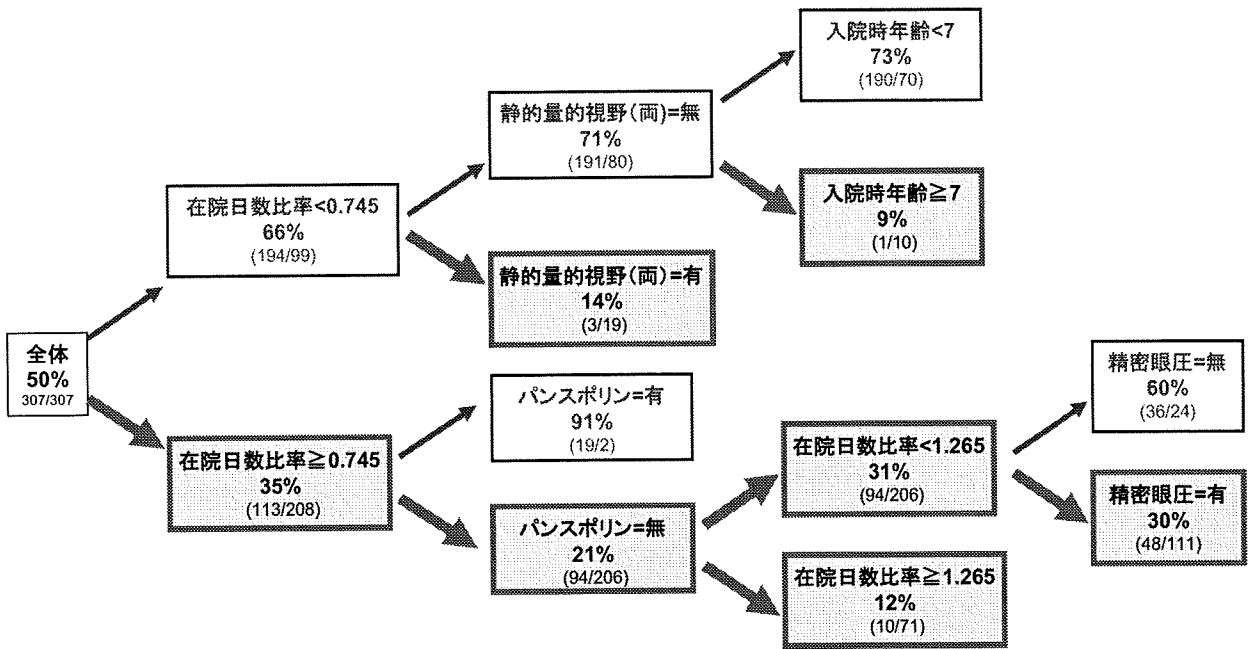 全体
50%
307/307
在院日数比率<0.745
66%
(194/99)
在院日数比率≧0.745
35%
(113/208)
静的量的視野(両)=無
71%
(191/80)
静的量的視野(両)=有
14%
(3/19)
パンスポリン=有
91%
(19/2)
パンスポリン=無
21%
(94/206)
入院時年齢<7
73%
(190/70)
入院時年齢≧7
9%
(1/10)
在院日数比率<1.265
31%
(94/206)
在院日数比率≧1.265
12%
(10/71)
精密眼圧=無
60%
(36/24)
精密眼圧=有
30%
(48/111)